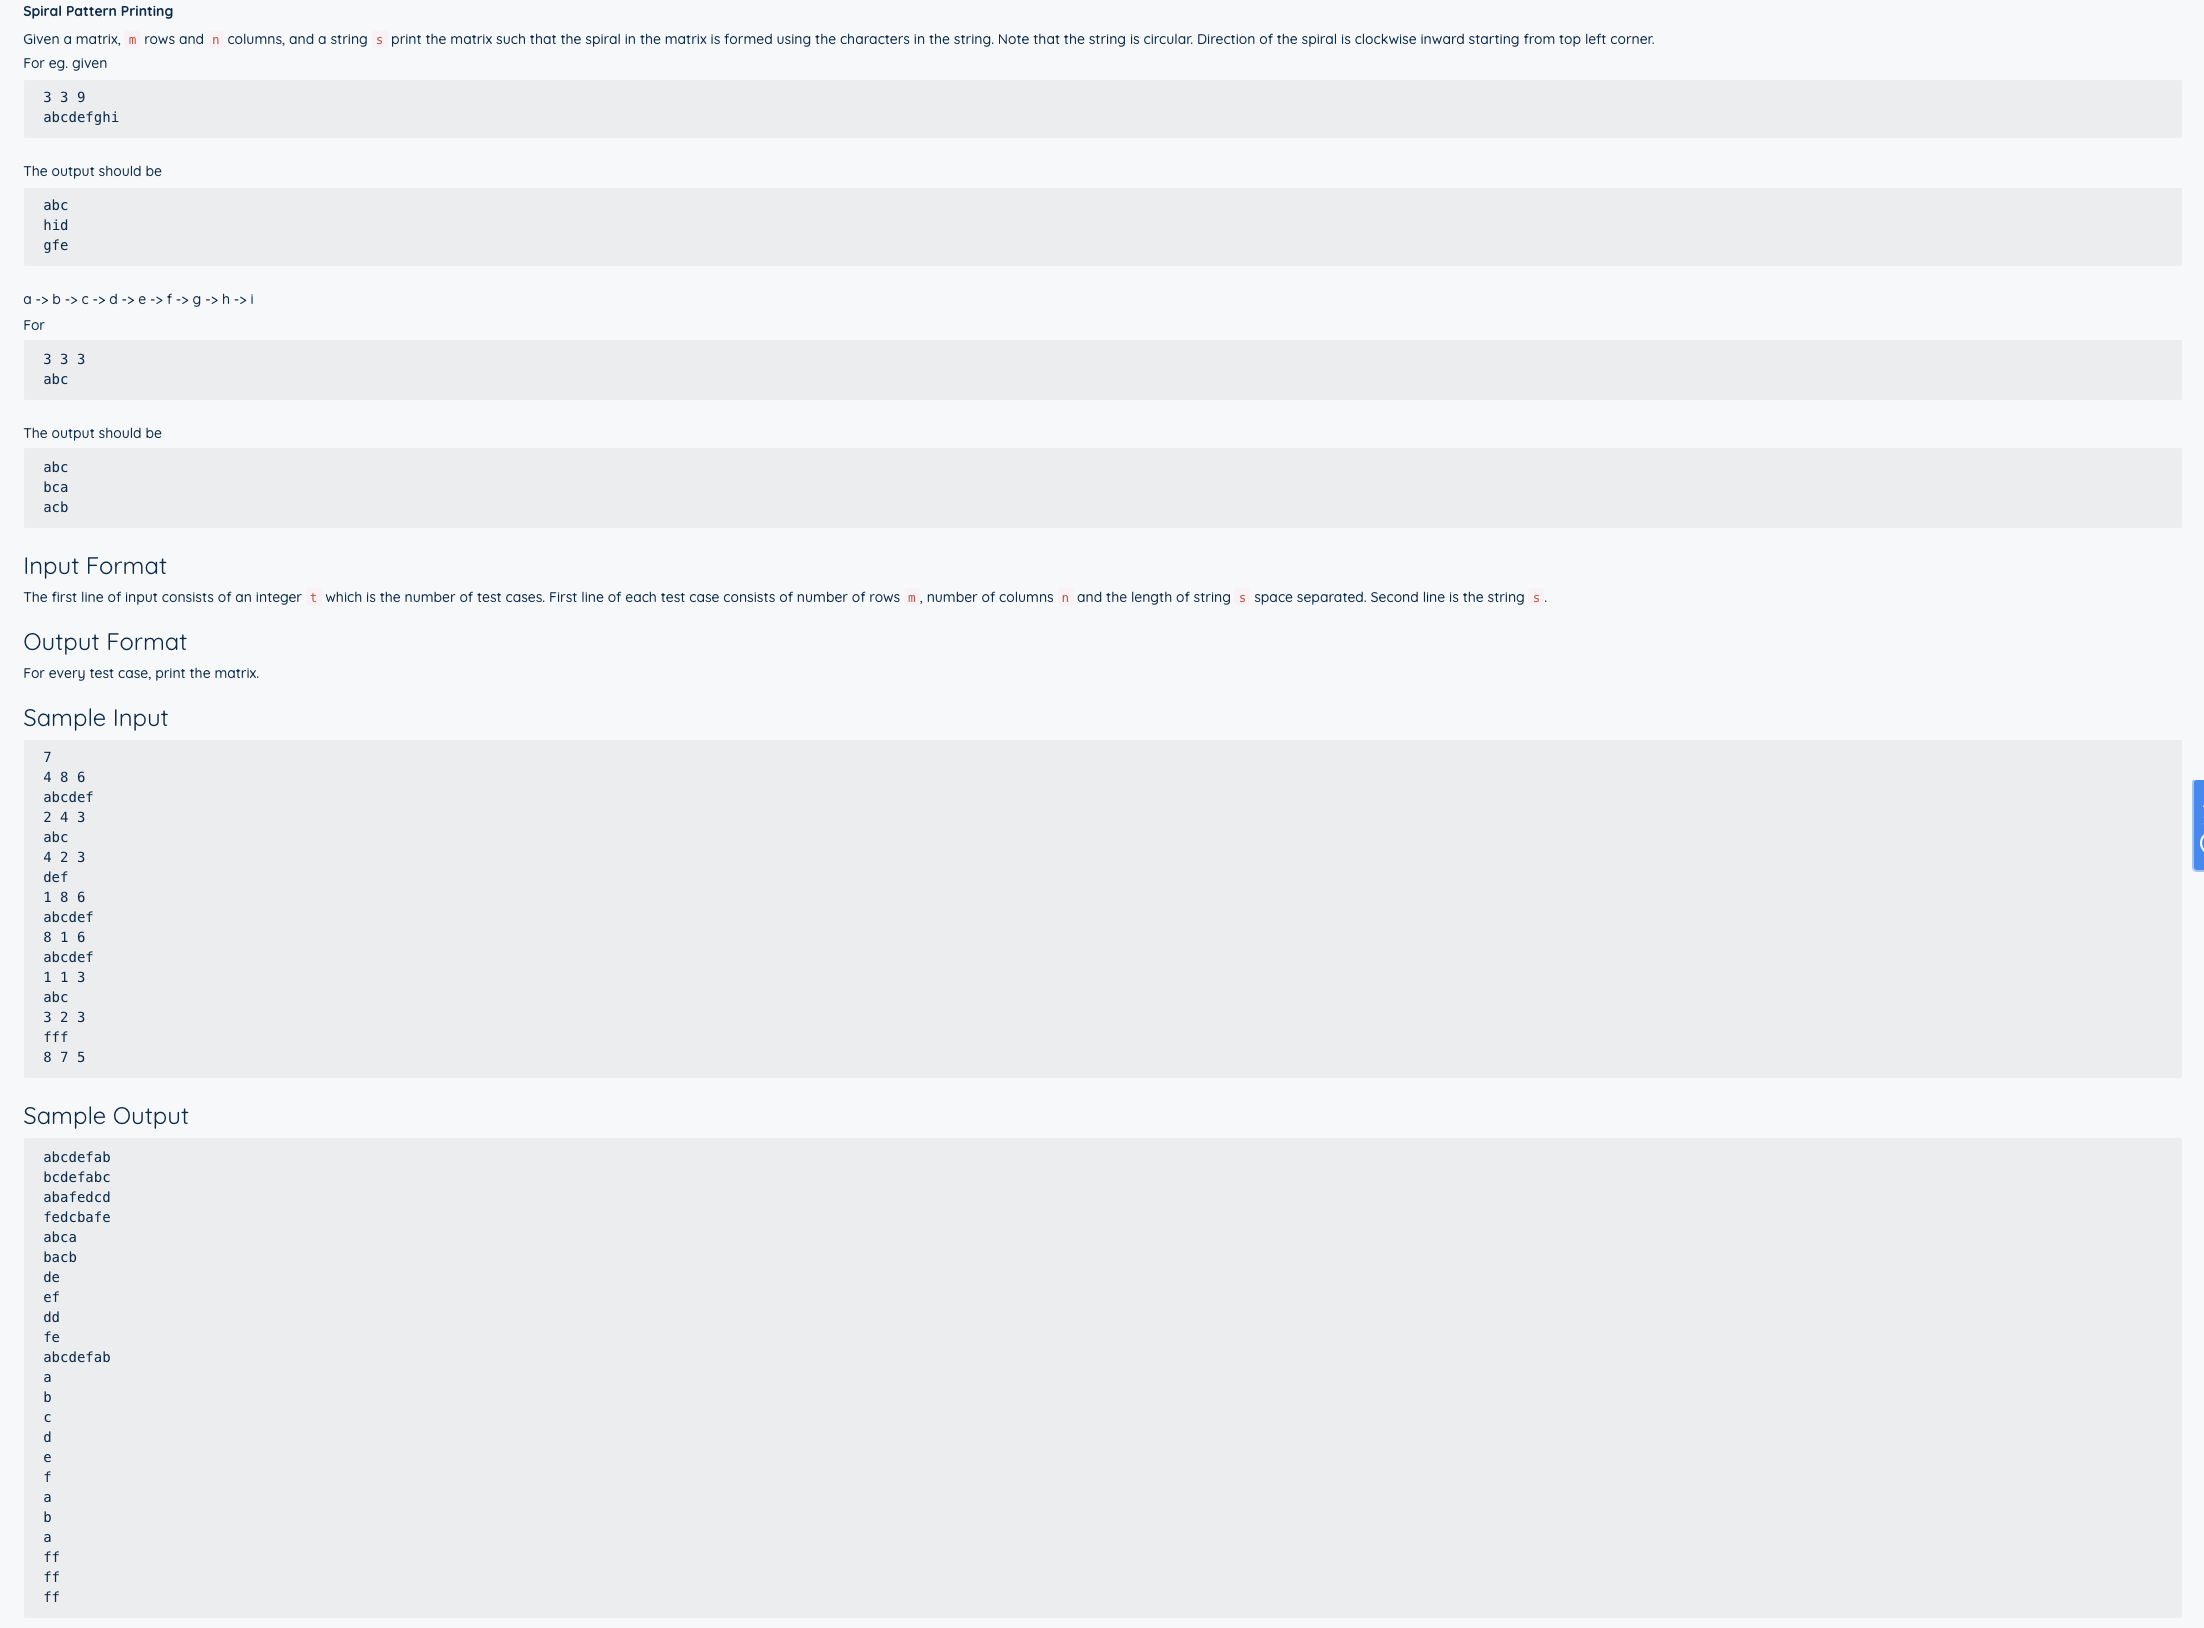 Spiral Pattern Printing
Given a matrix, m rows and n columns, and a string s print the matrix such that the spiral in the matrix is formed using the characters in the string. Note that the string is circular. Direction of the spiral is clockwise inward starting from top left corner.
For eg. given
3 3 9
abcdefghi
The output should be
abc
hid
gfe
a -> b -> c -> d -> e -> f -> g -> h -> i
For
3 3 3
abc
The output should be
abc
bca
acb
Input Format
The first line of input consists of an integer t which is the number of test cases. First line of each test case consists of number of rows m, number of columns n and the length of string s space separated. Second line is the string s.
Output Format
For every test case, print the matrix.
Sample Input
7
4 8 6
abcdef
2 4 3
abc
4 2 3
def
1 8 6
abcdef
8 1 6
abcdef
1 1 3
abc
3 2 3
fff
8 7 5
Sample Output
abcdefab
bcdefabc
abafedcd
fedcbafe
abca
bacb
de
ef
dd
fe
abcdefab
a
b
c
d
e
f
a
b
a
ff
ff
ff